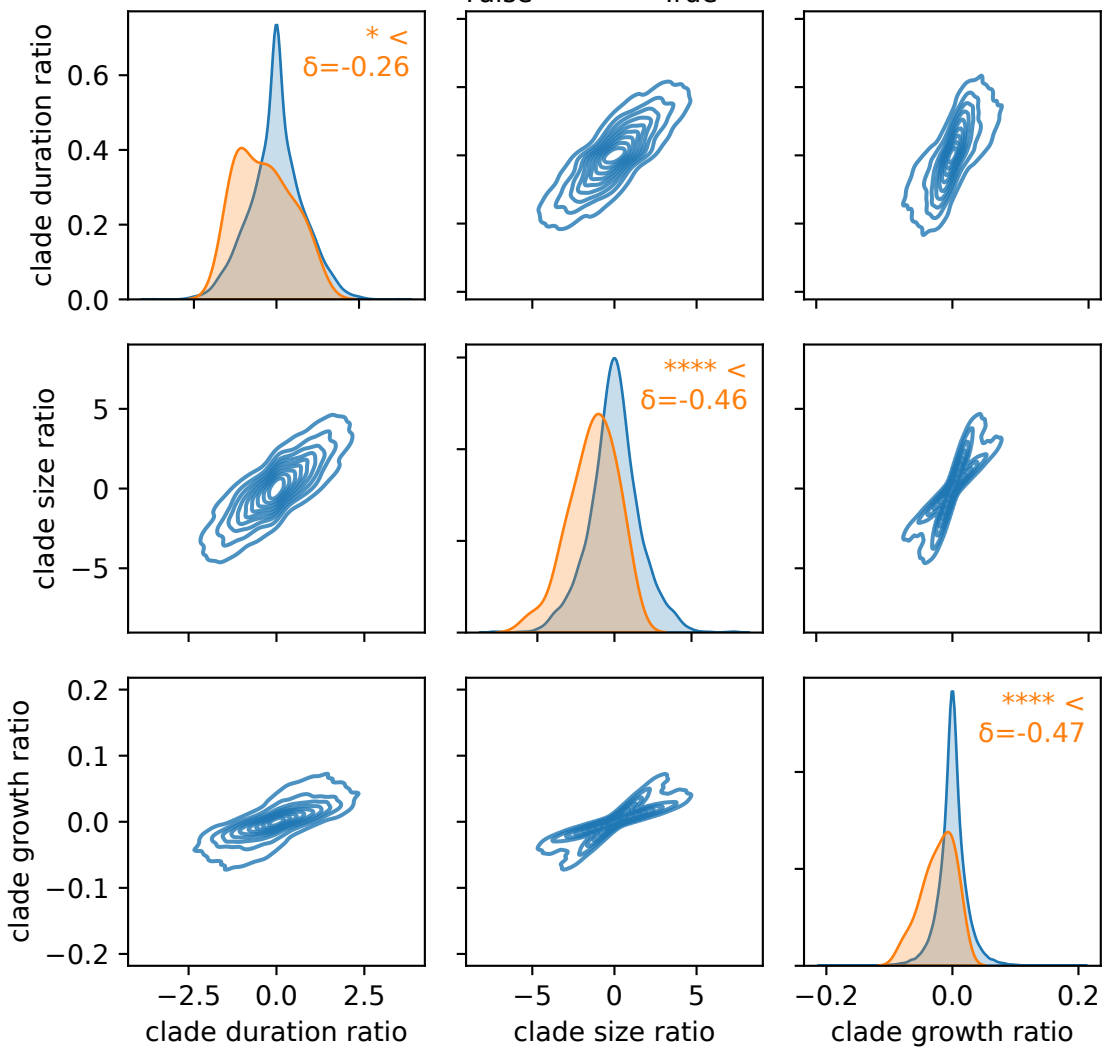 clade duration ratio
0.6
0.4
0.2
0.0
* <
δ=-0.26
clade size ratio
5
0
−5
**** <
δ=-0.46
clade growth ratio
0.2
0.1
0.0
−0.1
−0.2
**** <
δ=-0.47
−2.5 0.0 2.5
−5 0 5
−0.2 0.0 0.2
clade duration ratio
clade size ratio
clade growth ratio